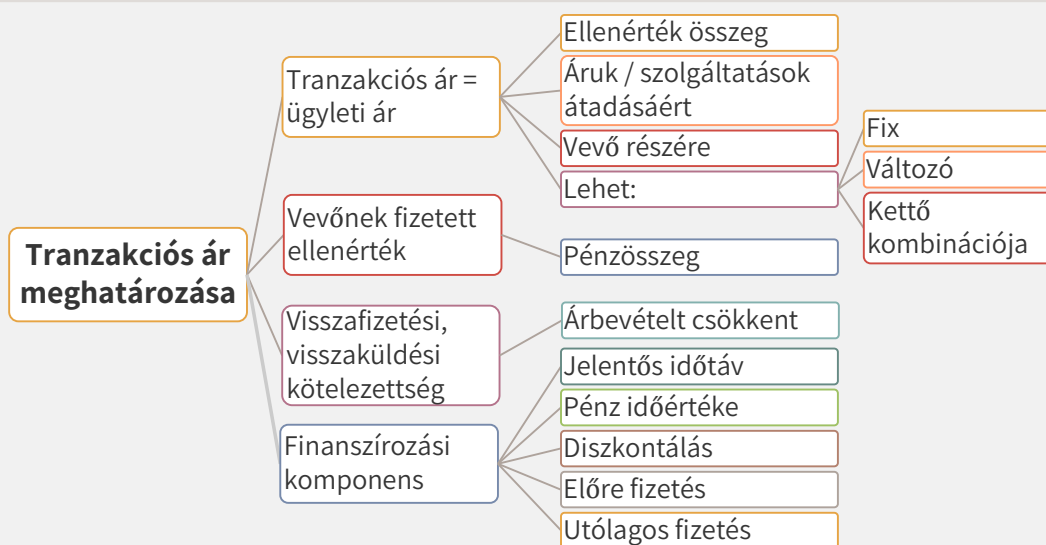 Tranzakciós ár
meghatározása
Tranzakciós ár =
ügyleti ár
Ellenérték összeg
Áruk / szolgáltatások
átadásáért
Vevő részére
Lehet:
Fix
Változó
Kettő
kombinációja
Vevőnek fizetett
ellenérték
Pénzösszeg
Visszafizetési,
visszaküldési
kötelezettség
Árbevételt csökkent
Finanszírozási
komponens
Jelentős időtáv
Pénz időértéke
Diszkontálás
Előre fizetés
Utólagos fizetés